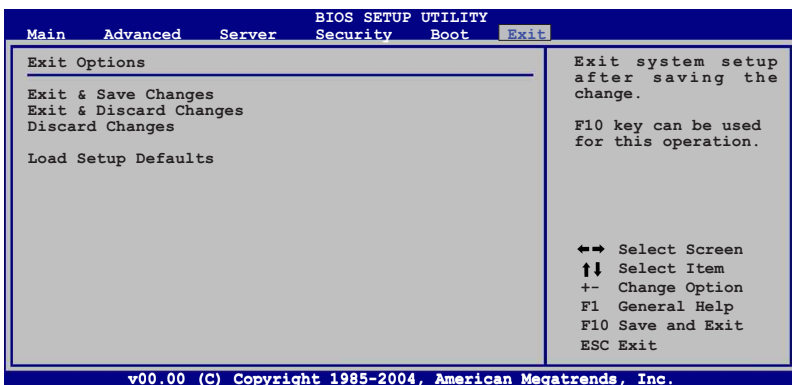 BIOS SETUP UTILITY
Main Advanced Server Security Boot Exit
Exit Options
Exit & Save Changes
Exit & Discard Changes
Discard Changes
Load Setup Defaults
Exit system setup
after saving the
change.
F10 key can be used
for this operation.
←→ Select Screen
↑↓ Select Item
+- Change Option
F1 General Help
F10 Save and Exit
ESC Exit
v00.00 (C) Copyright 1985-2004, American Megatrends, Inc.